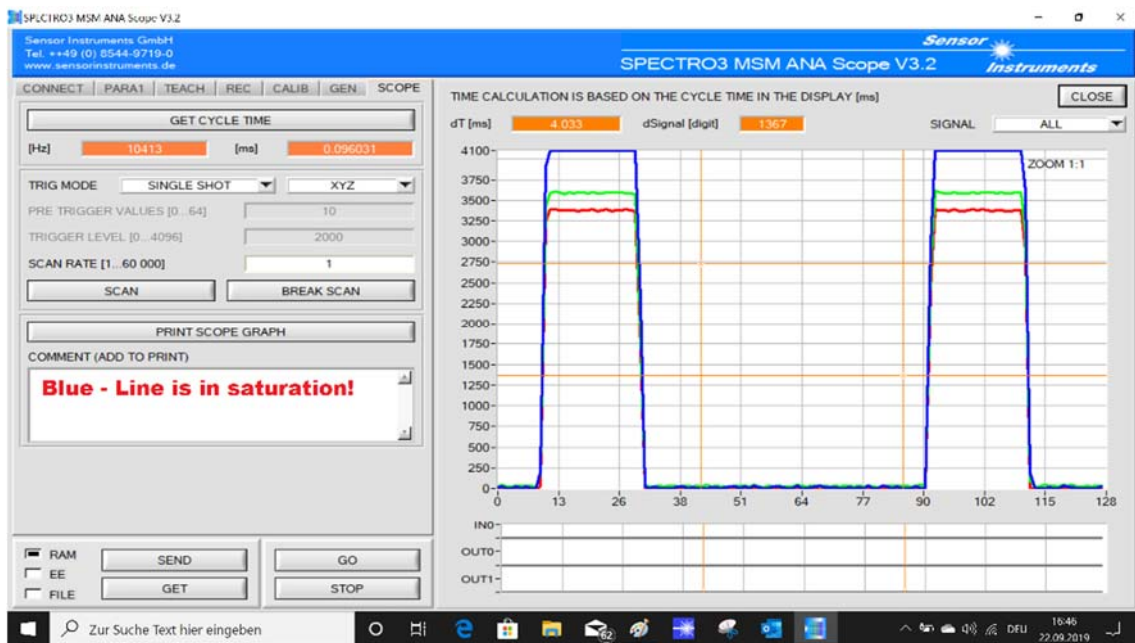 SPECTRO3 MSM ANA Scope V3.2
Sensor Instruments GmbH
Tel. ++49 (0) 8544-9719-0
www.sensorinstruments.de
Sensor
Instruments
SPECTRO3 MSM ANA Scope V3.2
CONNECT PARA1 TEACH REC CALIB GEN SCOPE
GET CYCLE TIME
[Hz] 10413 [ms] 0.096031
TRIG MODE SINGLE SHOT XYZ
PRE TRIGGER VALUES [0...64] 10
TRIGGER LEVEL [0...4096] 2000
SCAN RATE [1...60 000] 1
SCAN BREAK SCAN
PRINT SCOPE GRAPH
COMMENT (ADD TO PRINT)
Blue - Line is in saturation!
RAM
EE
FILE
SEND GO
GET STOP
TIME CALCULATION IS BASED ON THE CYCLE TIME IN THE DISPLAY [ms]
CLOSE
dT [ms] 4.033 dSignal [digit] 1367 SIGNAL ALL
ZOOM 1:1
4100
3750
3500
3250
3000
2750
2500
2250
2000
1750
1500
1250
1000
750
500
250
0
0 13 26 38 51 64 77 90 102 115 128
IN0
OUT0
OUT1
Zur Suche Text hier eingeben
62
DEU
16:46
22.09.2019